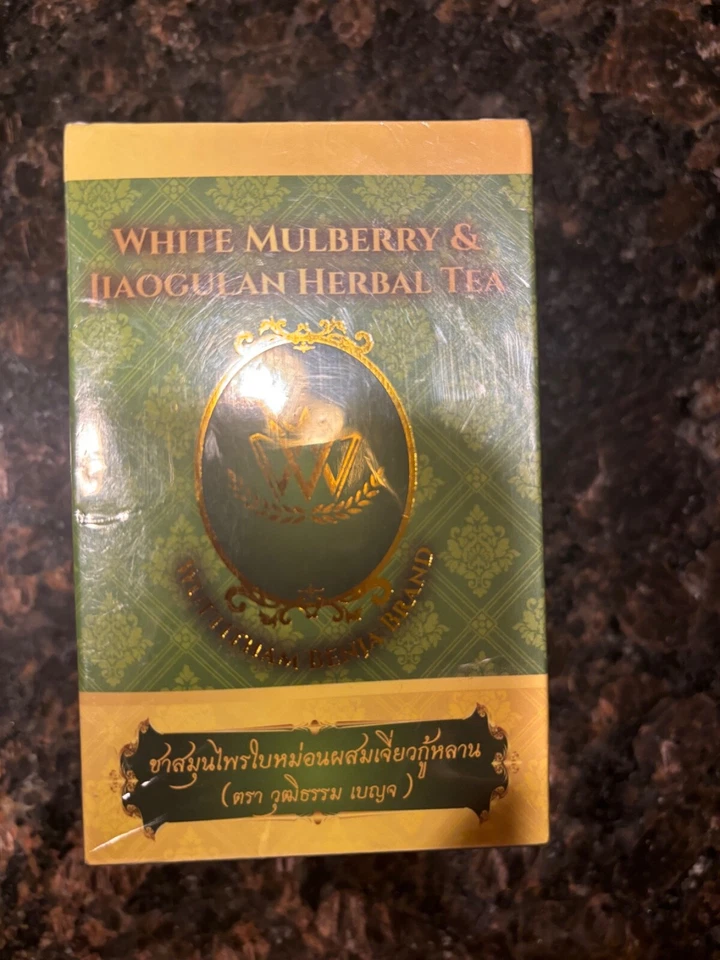 WHITE MULBERRY &
JIAOGULAN HERBAL TEA
W
BENJA BRAND
ชาสมุนไพรใบหม่อนผสมเจียวกู้หลาน
( ตรา วุฒิธรรม เบญจ )